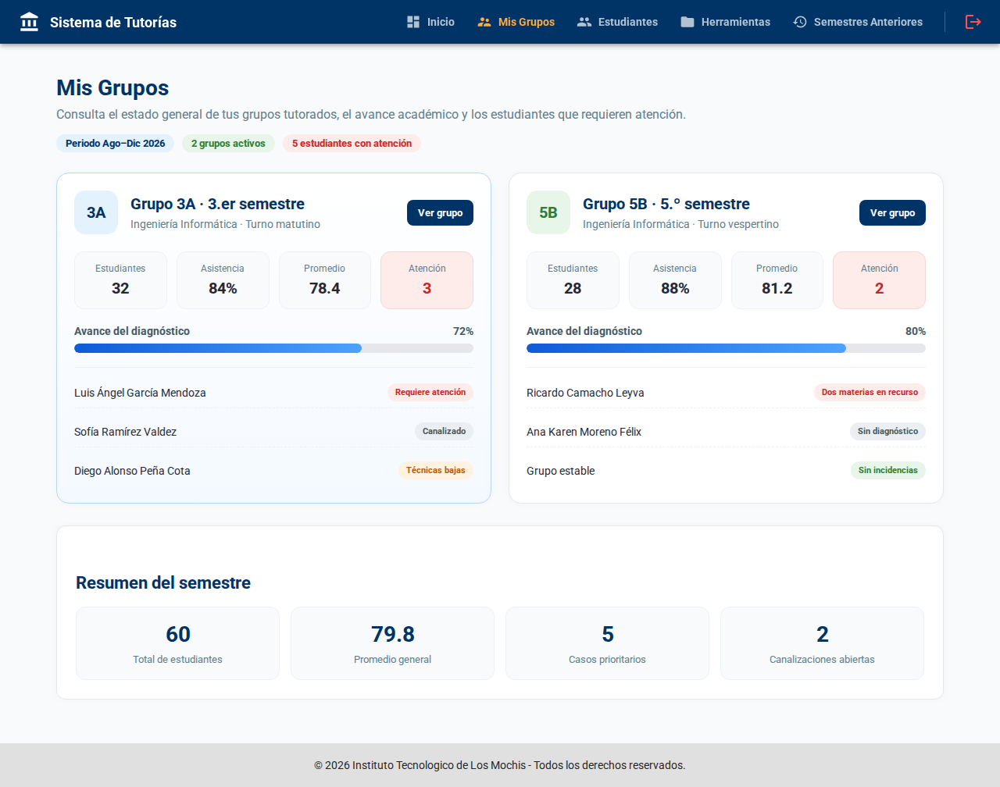 Sistema de Tutorías
Inicio
Mis Grupos
Estudiantes
Herramientas
Semestres Anteriores
Mis Grupos
Consulta el estado general de tus grupos tutorados, el avance académico y los estudiantes que requieren atención.
Periodo Ago–Dic 2026
2 grupos activos
5 estudiantes con atención
3A
Grupo 3A · 3.er semestre
Ingeniería Informática · Turno matutino
Ver grupo
Estudiantes
32
Asistencia
84%
Promedio
78.4
Atención
3
Avance del diagnóstico
72%
Luis Ángel García Mendoza
Requiere atención
Sofía Ramírez Valdez
Canalizado
Diego Alonso Peña Cota
Técnicas bajas
5B
Grupo 5B · 5.º semestre
Ingeniería Informática · Turno vespertino
Ver grupo
Estudiantes
28
Asistencia
88%
Promedio
81.2
Atención
2
Avance del diagnóstico
80%
Ricardo Camacho Leyva
Dos materias en recurso
Ana Karen Moreno Félix
Sin diagnóstico
Grupo estable
Sin incidencias
Resumen del semestre
60
Total de estudiantes
79.8
Promedio general
5
Casos prioritarios
2
Canalizaciones abiertas
© 2026 Instituto Tecnologico de Los Mochis - Todos los derechos reservados.